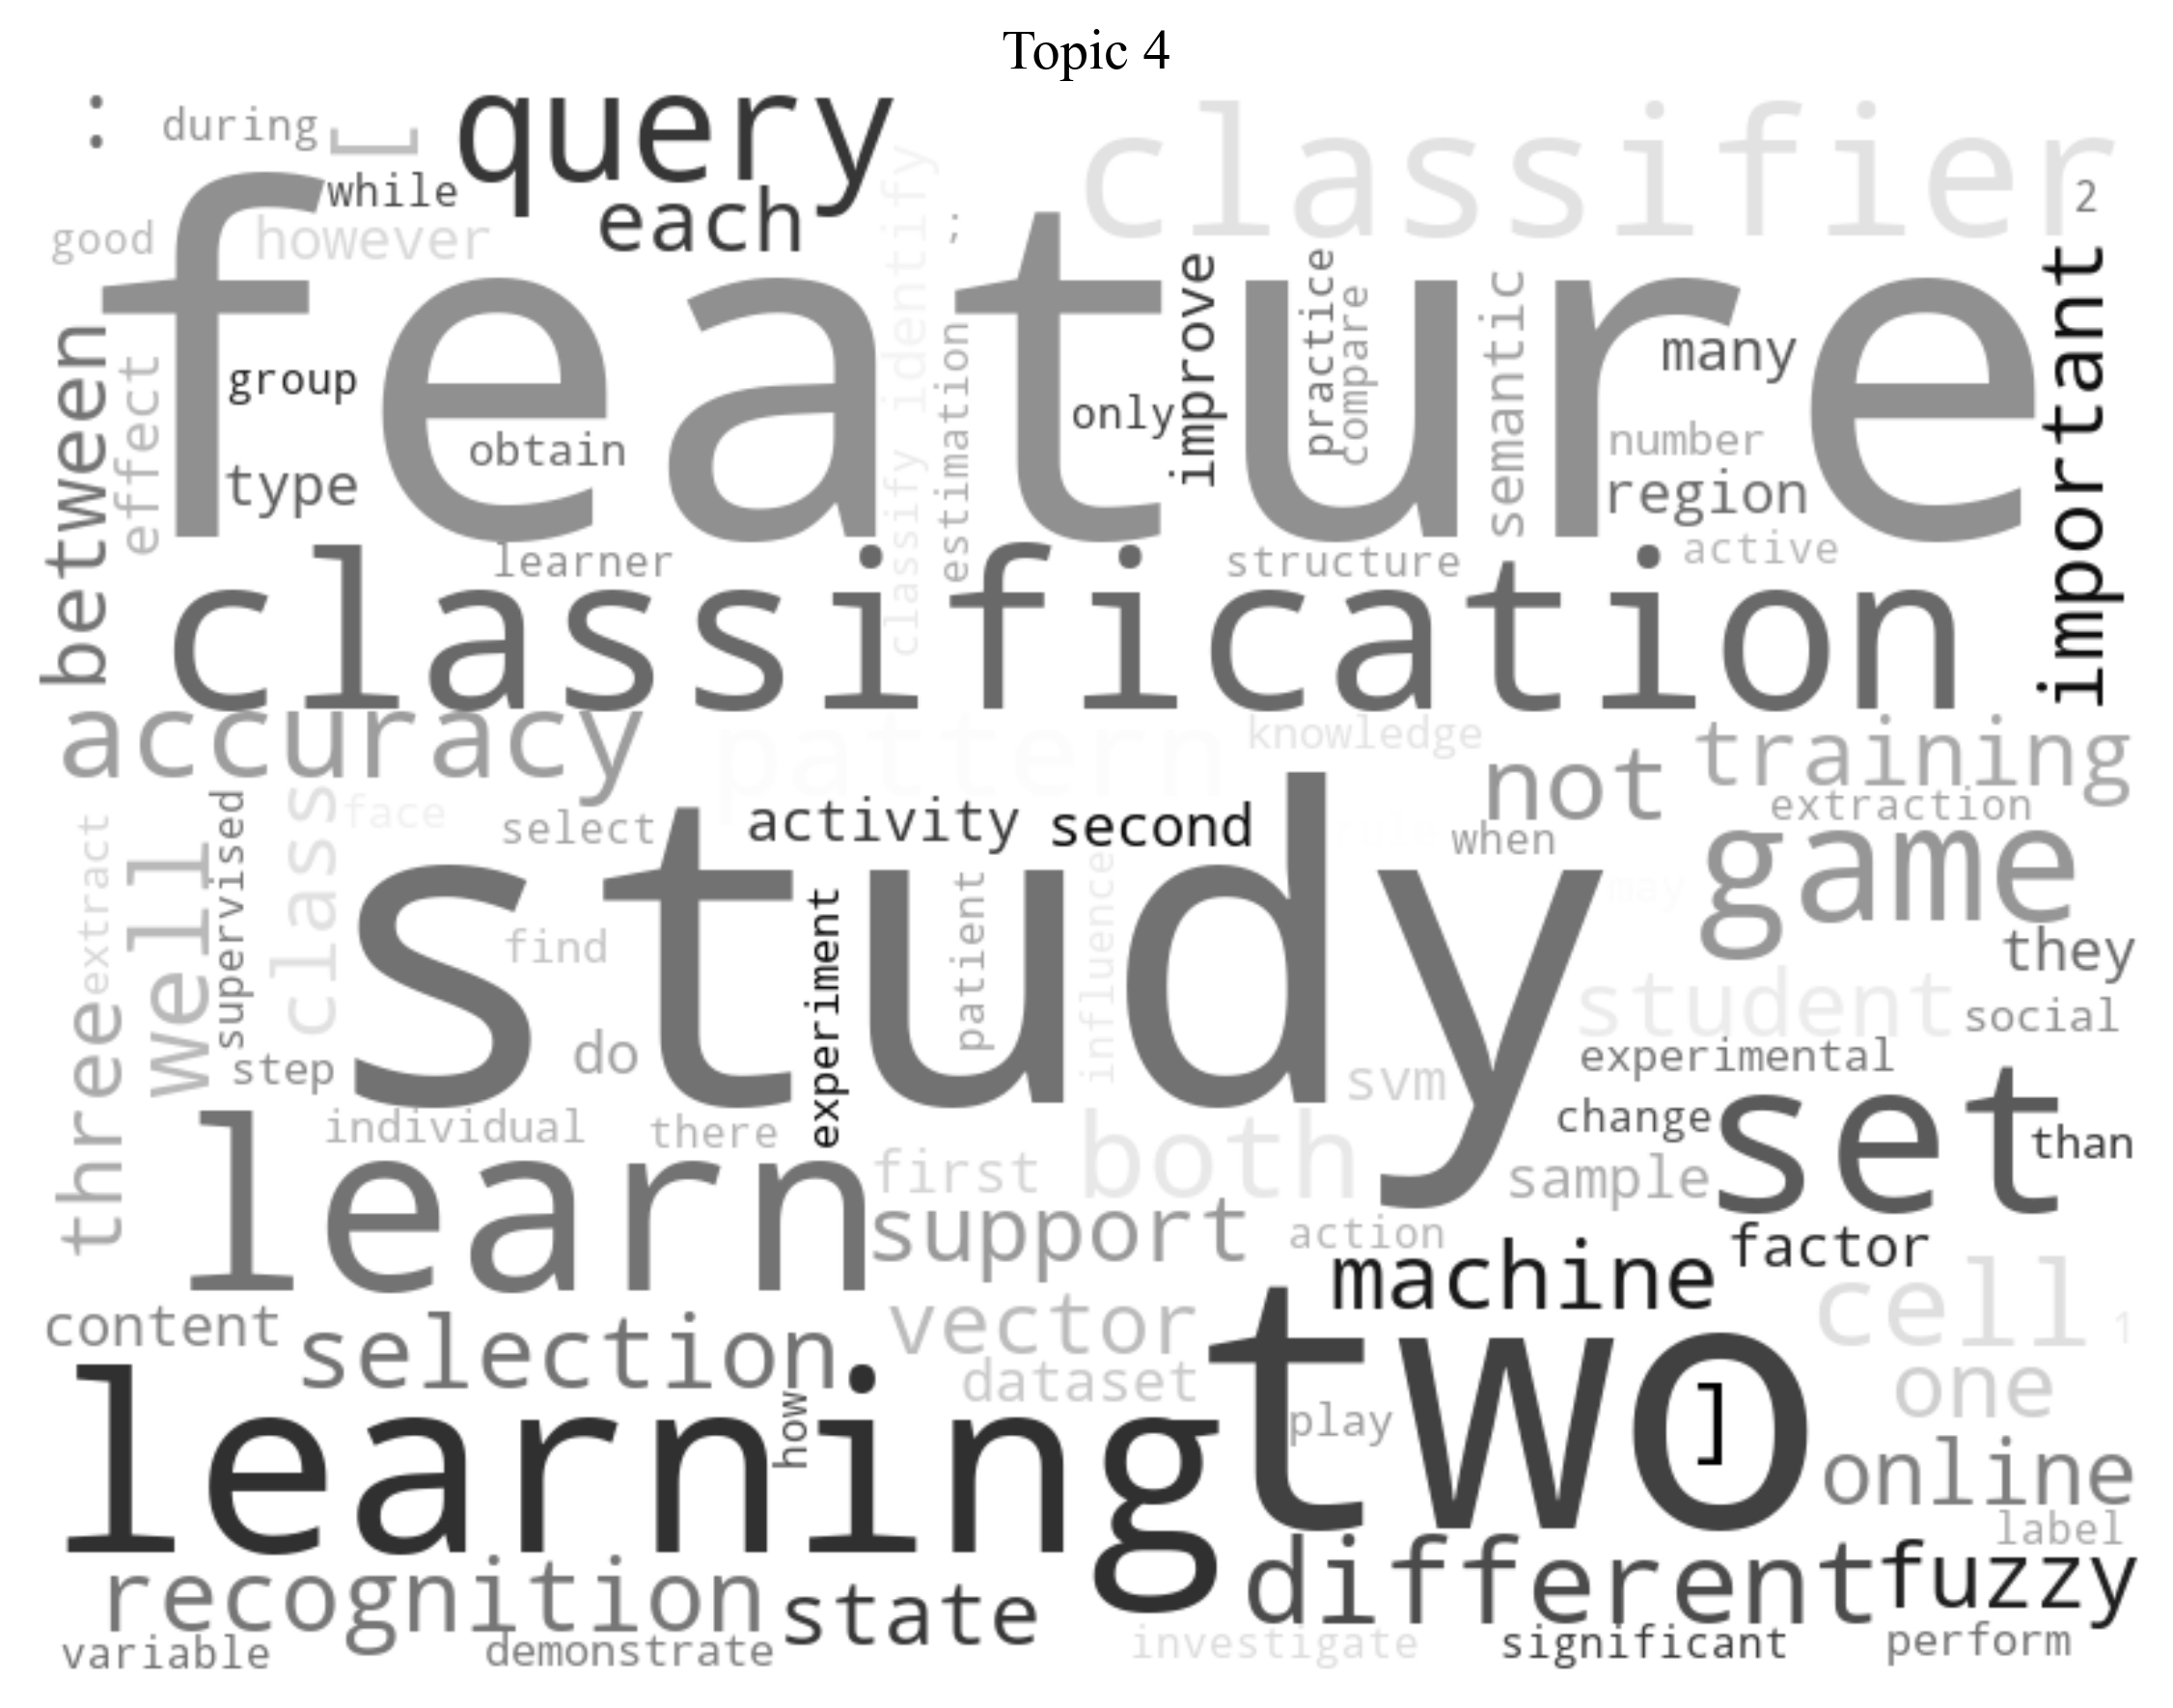 Topic 4
:
during
[
query
classifier
while
each
2
good
however
;
identify
feature
important
improve
practice
compare
semantic
many
between
effect
group
only
number
obtain
type
region
estimation
classify
learner
structure
active
classification
accuracy
pattern
knowledge
not
training
face
select
activity
second
when
extraction
game
extract
well
supervised
class
study
may
they
find
experiment
patient
influence
student
social
three
step
do
svm
experimental
change
set
than
learn
individual
there
first
both
sample
support
action
machine
factor
content
selection
vector
cell
1
dataset
one
learning
how
two
play
]
online
label
recognition
state
different
fuzzy
variable
demonstrate
investigate
significant
perform